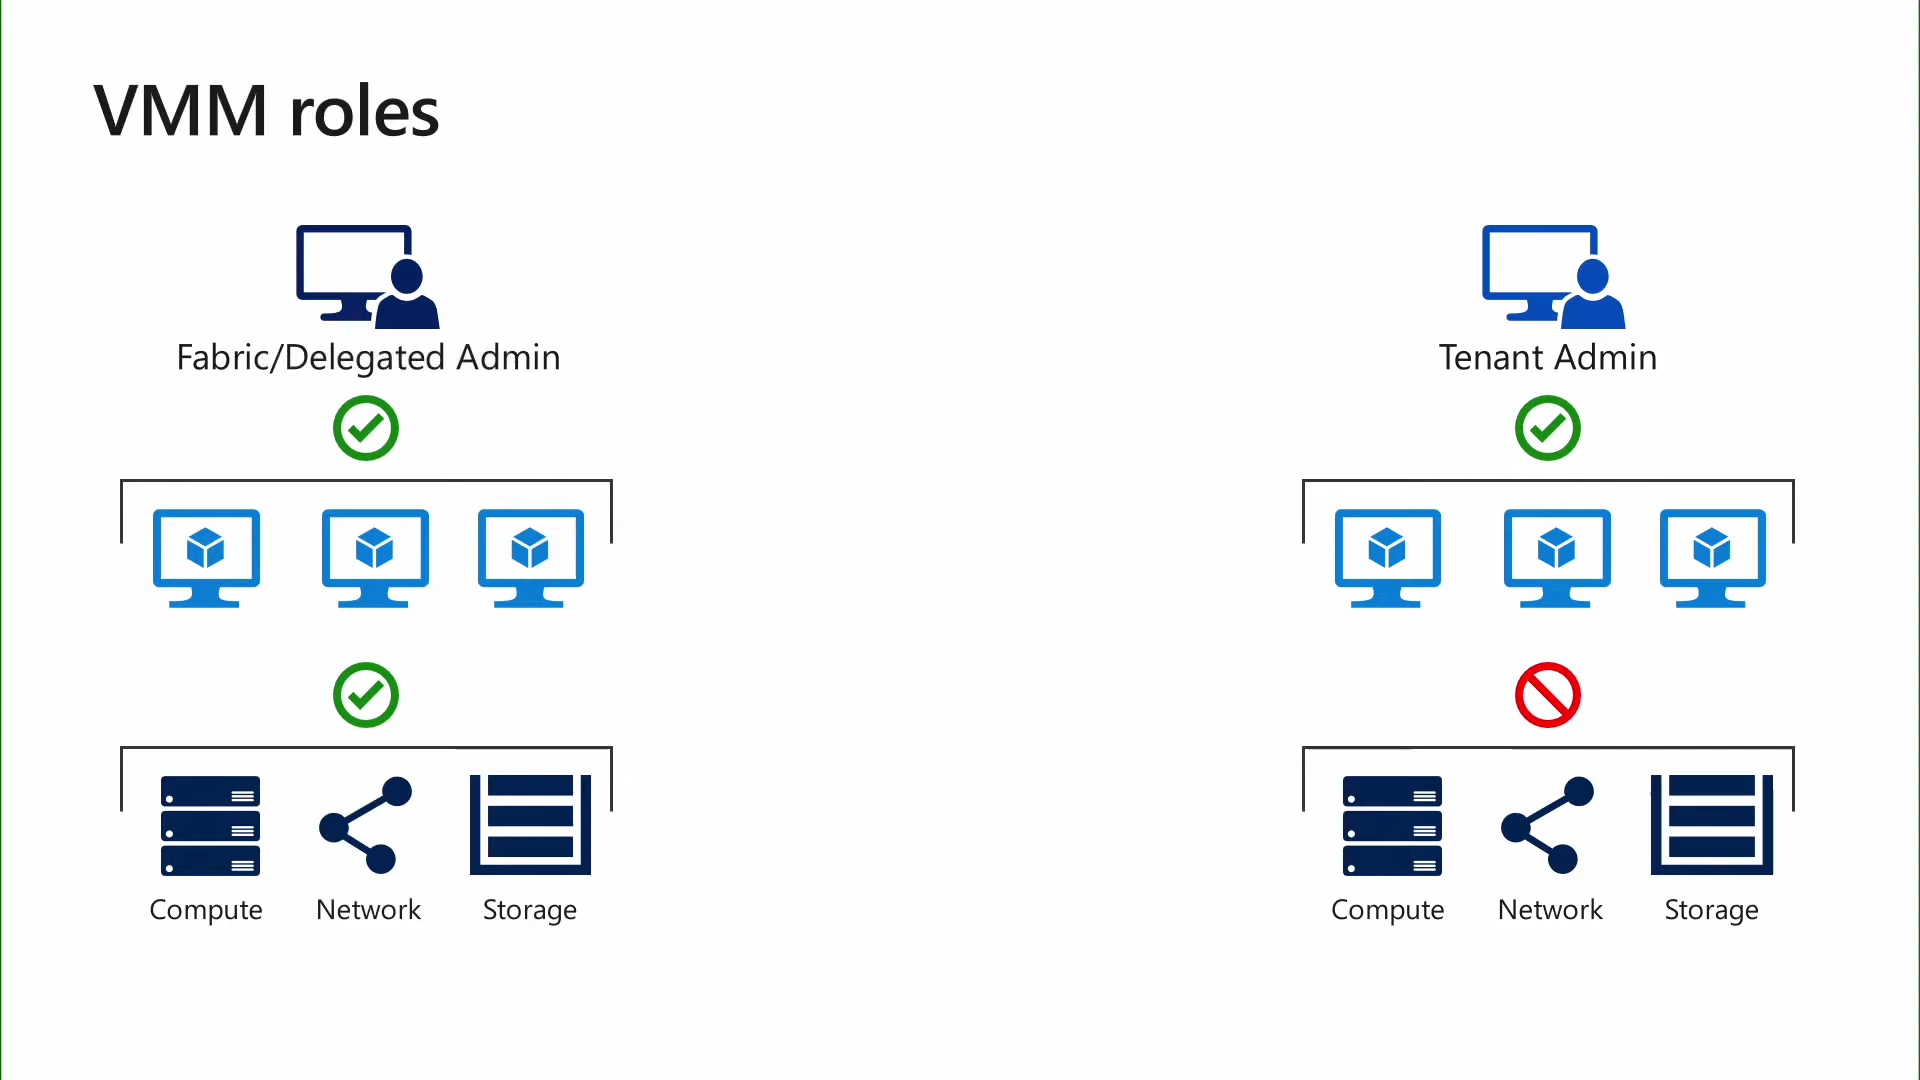 VMM roles
Fabric/Delegated Admin
Tenant Admin
Compute
Network
Storage
Compute
Network
Storage